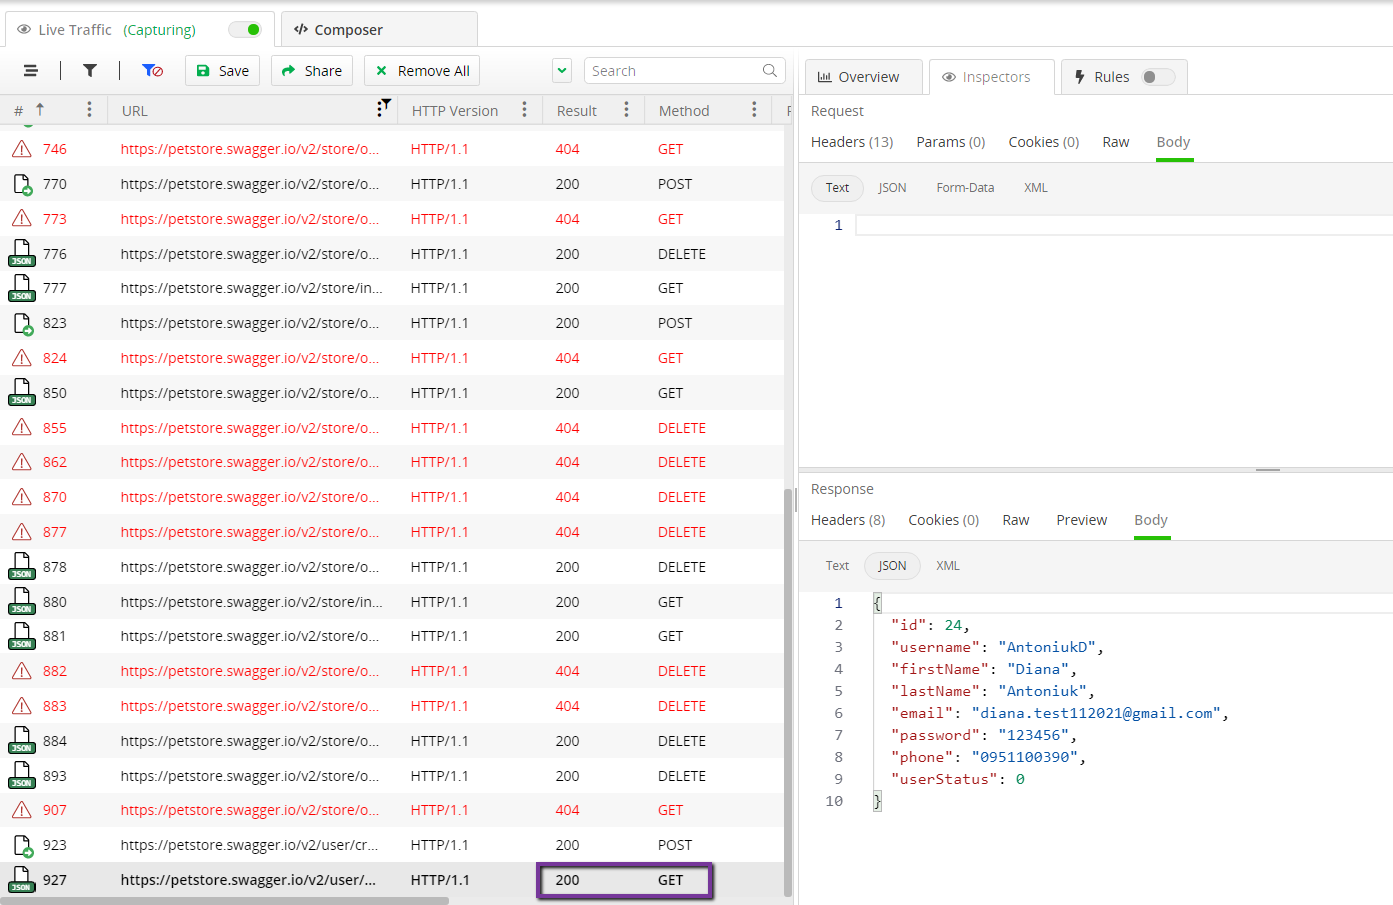 Live Traffic (Capturing)
</> Composer
Save
Share
Remove All
Search
# URL HTTP Version Result Method
746 https://petstore.swagger.io/v2/store/o... HTTP/1.1 404 GET
770 https://petstore.swagger.io/v2/store/o... HTTP/1.1 200 POST
773 https://petstore.swagger.io/v2/store/o... HTTP/1.1 404 GET
JSON 776 https://petstore.swagger.io/v2/store/o... HTTP/1.1 200 DELETE
JSON 777 https://petstore.swagger.io/v2/store/in... HTTP/1.1 200 GET
823 https://petstore.swagger.io/v2/store/o... HTTP/1.1 200 POST
824 https://petstore.swagger.io/v2/store/o... HTTP/1.1 404 GET
JSON 850 https://petstore.swagger.io/v2/store/o... HTTP/1.1 200 GET
855 https://petstore.swagger.io/v2/store/o... HTTP/1.1 404 DELETE
862 https://petstore.swagger.io/v2/store/o... HTTP/1.1 404 DELETE
870 https://petstore.swagger.io/v2/store/o... HTTP/1.1 404 DELETE
877 https://petstore.swagger.io/v2/store/o... HTTP/1.1 404 DELETE
JSON 878 https://petstore.swagger.io/v2/store/o... HTTP/1.1 200 DELETE
JSON 880 https://petstore.swagger.io/v2/store/in... HTTP/1.1 200 GET
JSON 881 https://petstore.swagger.io/v2/store/o... HTTP/1.1 200 GET
882 https://petstore.swagger.io/v2/store/o... HTTP/1.1 404 DELETE
883 https://petstore.swagger.io/v2/store/o... HTTP/1.1 404 DELETE
JSON 884 https://petstore.swagger.io/v2/store/o... HTTP/1.1 200 DELETE
JSON 893 https://petstore.swagger.io/v2/store/o... HTTP/1.1 200 DELETE
907 https://petstore.swagger.io/v2/store/o... HTTP/1.1 404 GET
923 https://petstore.swagger.io/v2/user/cr... HTTP/1.1 200 POST
JSON 927 https://petstore.swagger.io/v2/user/... HTTP/1.1 200 GET
Overview
Inspectors
Rules
Request
Headers (13) Params (0) Cookies (0) Raw Body
Text JSON Form-Data XML
1
Response
Headers (8) Cookies (0) Raw Preview Body
Text JSON XML
1 {
2 "id": 24,
3 "username": "AntoniukD",
4 "firstName": "Diana",
5 "lastName": "Antoniuk",
6 "email": "diana.test112021@gmail.com",
7 "password": "123456",
8 "phone": "0951100390",
9 "userStatus": 0
10 }